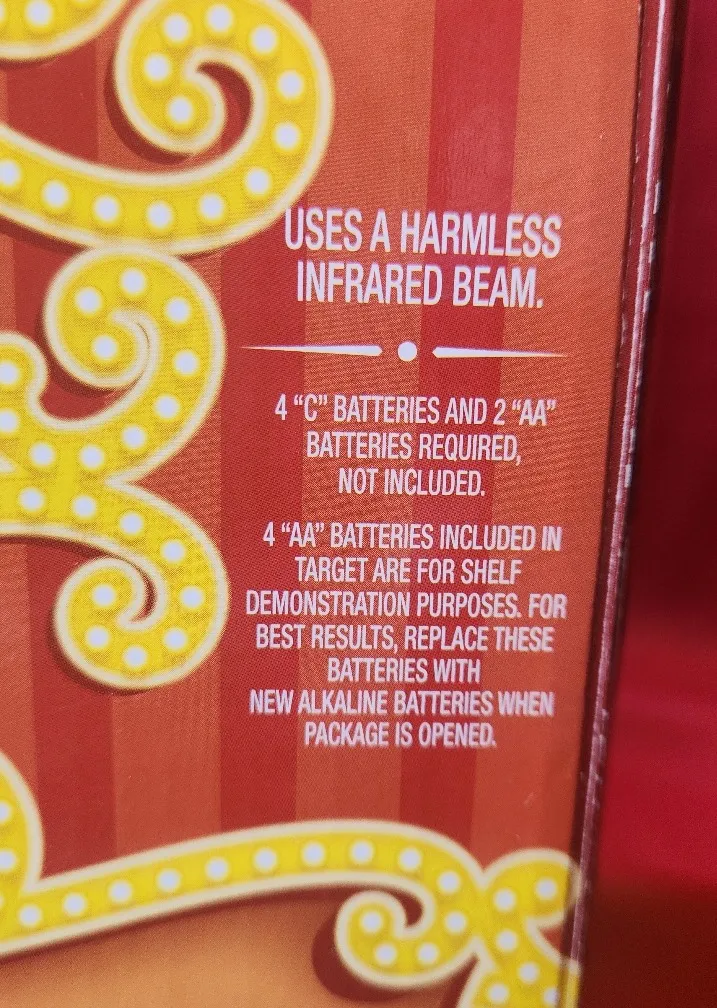 USES A HARMLESS
INFRARED BEAM.
4 “C” BATTERIES AND 2 “AA”
BATTERIES REQUIRED,
NOT INCLUDED.
4 “AA” BATTERIES INCLUDED IN
TARGET ARE FOR SHELF
DEMONSTRATION PURPOSES. FOR
BEST RESULTS, REPLACE THESE
BATTERIES WITH
NEW ALKALINE BATTERIES WHEN
PACKAGE IS OPENED.